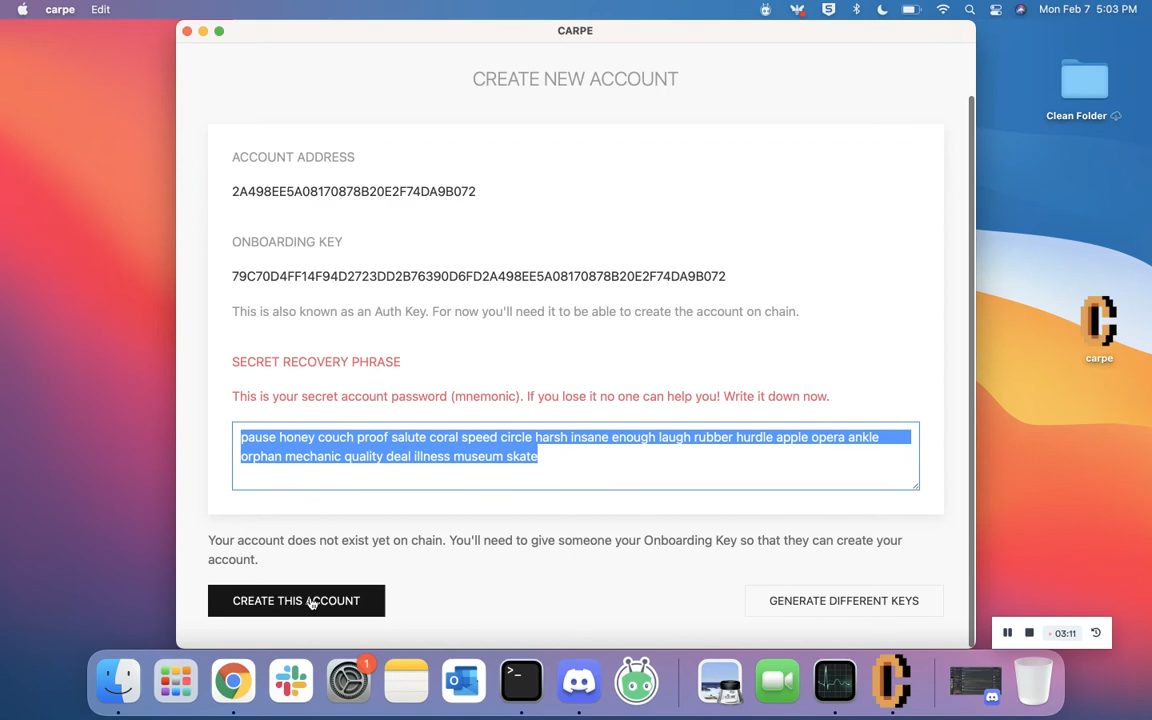 carpe Edit
Mon Feb 7 5:03 PM
CARPE
CREATE NEW ACCOUNT
ACCOUNT ADDRESS
2A498EE5A08170878B20E2F74DA9B072
ONBOARDING KEY
79C70D4FF14F94D2723DD2B76390D6FD2A498EE5A08170878B20E2F74DA9B072
This is also known as an Auth Key. For now you'll need it to be able to create the account on chain.
SECRET RECOVERY PHRASE
This is your secret account password (mnemonic). If you lose it no one can help you! Write it down now.
pause honey couch proof salute coral speed circle harsh insane enough laugh rubber hurdle apple opera ankle
orphan mechanic quality deal illness museum skate
Your account does not exist yet on chain. You'll need to give someone your Onboarding Key so that they can create your
account.
CREATE THIS ACCOUNT
GENERATE DIFFERENT KEYS
Clean Folder
carpe
03:11
1